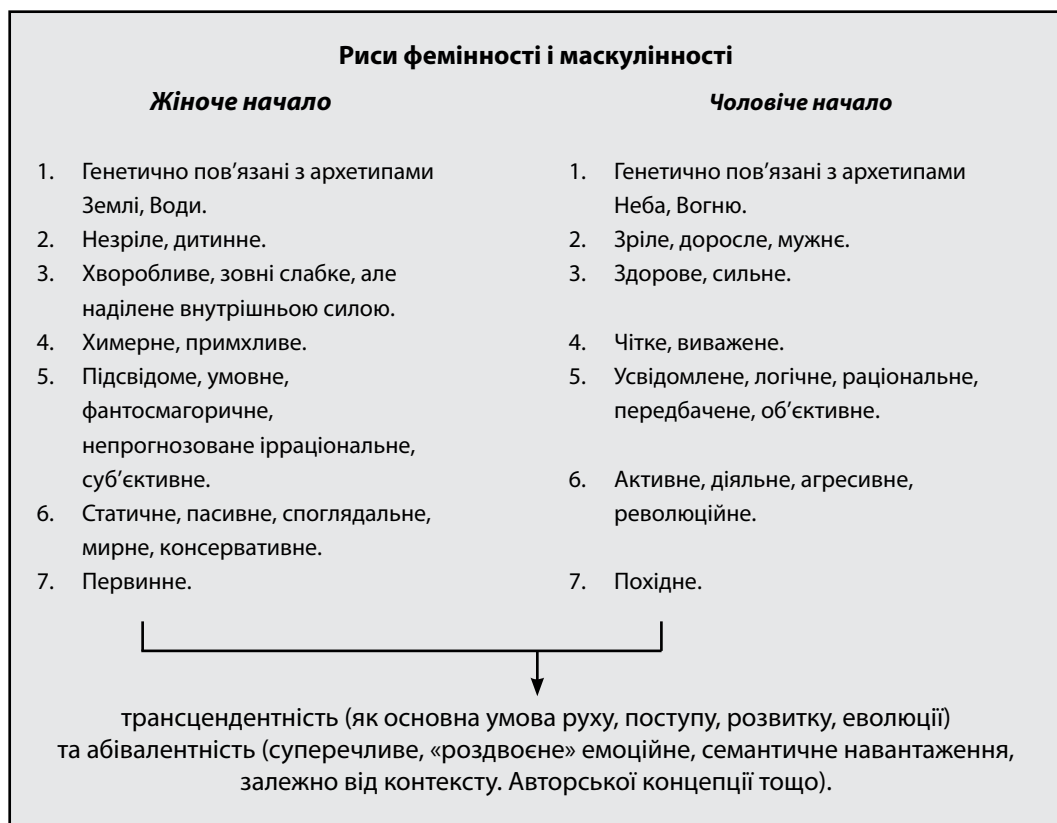 Риси фемінності і маскулінності
Жіноче начало
1. Генетично пов’язані з архетипами
Землі, Води.
2. Незріле, дитинне.
3. Хворобливе, зовні слабке, але
наділене внутрішньою силою.
4. Химерне, примхливе.
5. Підсвідоме, умовне,
фантосмагоричне,
непрогнозоване ірраціональне,
суб’єктивне.
6. Статичне, пасивне, споглядальне,
мирне, консервативне.
7. Первинне.
Чоловіче начало
1. Генетично пов’язані з архетипами
Неба, Вогню.
2. Зріле, доросле, мужнє.
3. Здорове, сильне.
4. Чітке, виважене.
5. Усвідомлене, логічне, раціональне,
передбачене, об’єктивне.
6. Активне, діяльне, агресивне,
революційне.
7. Похідне.
трансцендентність (як основна умова руху, поступу, розвитку, еволюції)
та абівалентність (суперечливе, «роздвоєне» емоційне, семантичне навантаження,
залежно від контексту. Авторської концепції тощо).